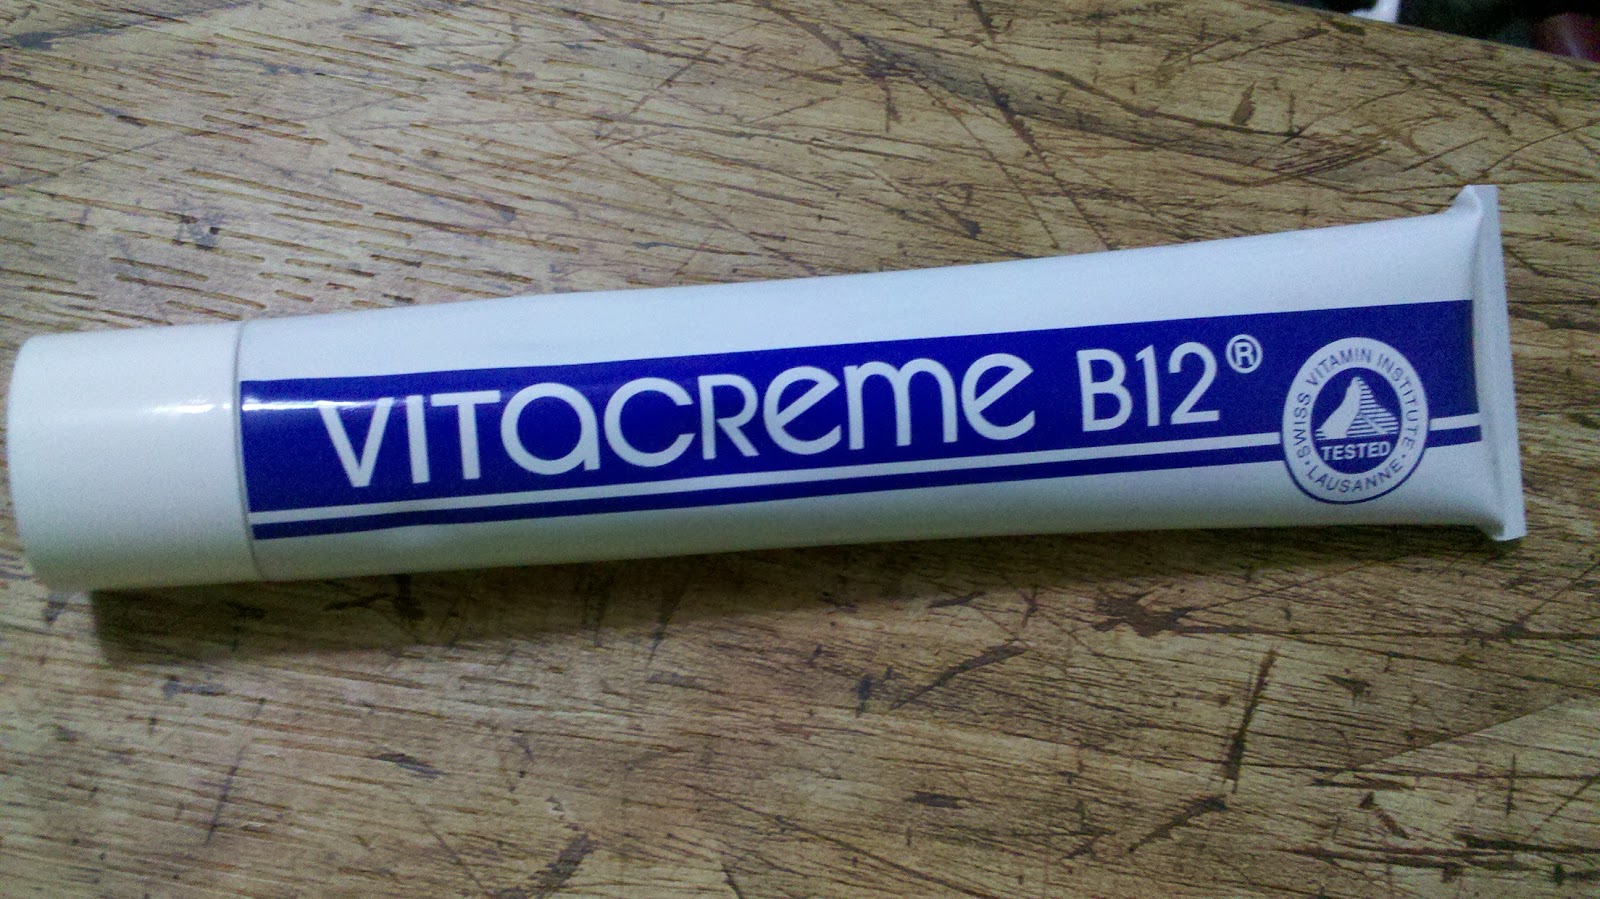 VITACREME B12®
SWISS VITAMIN INSTITUTE
TESTED
• LAUSANNE •